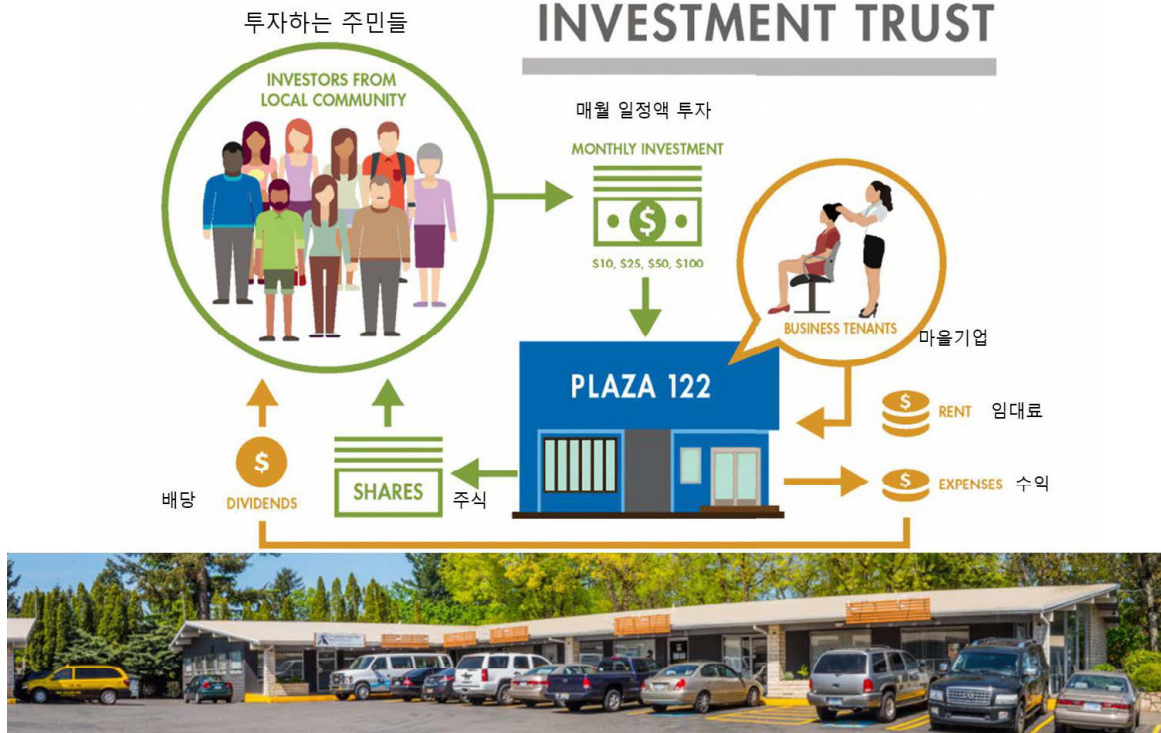 투자하는 주민들
INVESTMENT TRUST
INVESTORS FROM
LOCAL COMMUNITY
매월 일정액 투자
MONTHLY INVESTMENT
$
$10, $25, $50, $100
BUSINESS TENANTS
마을기업
PLAZA 122
$
RENT
임대료
$
EXPENSES
수익
$
배당
DIVIDENDS
SHARES
주식